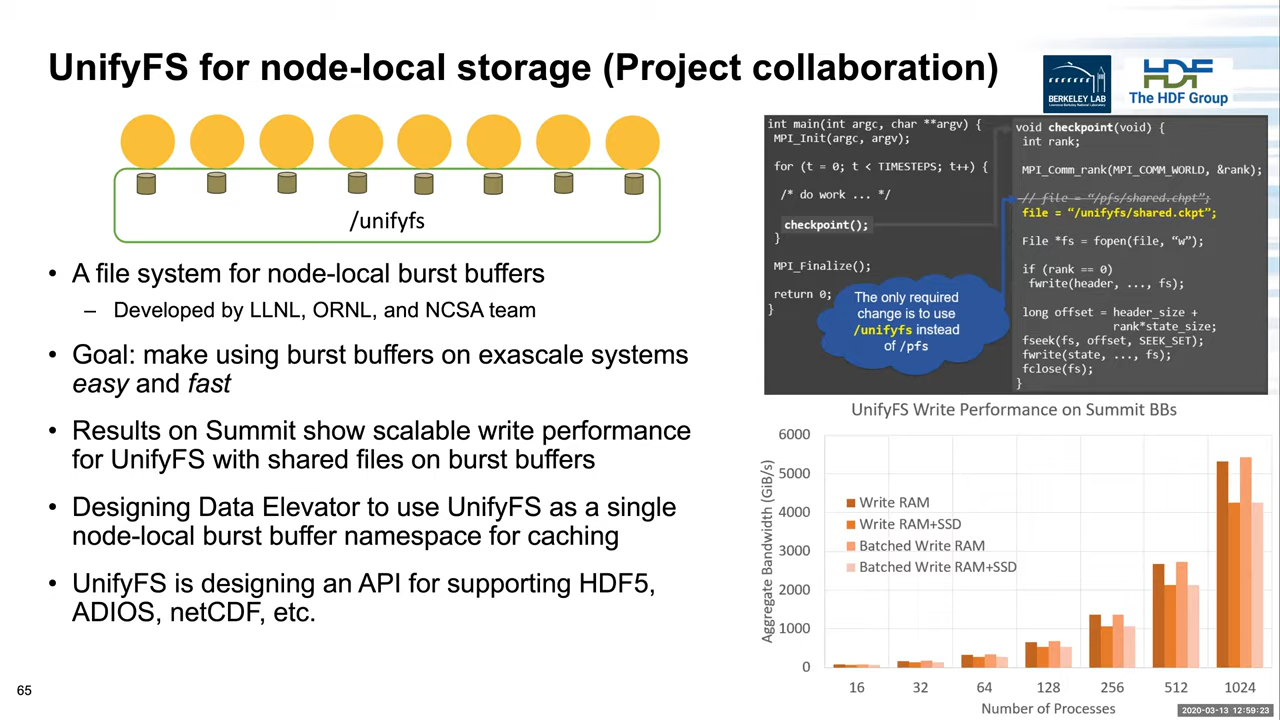 UnifyFS for node-local storage (Project collaboration)
BERKELEY LAB
The HDF Group
/unifyfs
• A file system for node-local burst buffers
– Developed by LLNL, ORNL, and NCSA team
• Goal: make using burst buffers on exascale systems
easy and fast
• Results on Summit show scalable write performance
for UnifyFS with shared files on burst buffers
• Designing Data Elevator to use UnifyFS as a single
node-local burst buffer namespace for caching
• UnifyFS is designing an API for supporting HDF5,
ADIOS, netCDF, etc.
int main(int argc, char **argv) {
MPI_Init(argc, argv);
for (t = 0; t < TIMESTEPS; t++) {
/* do work ... */
checkpoint();
}
MPI_Finalize();
return 0;
}
The only required
change is to use
/unifyfs instead
of /pfs
void checkpoint(void) {
int rank;
MPI_Comm_rank(MPI_COMM_WORLD, &rank);
// file = “/pfs/shared.chpt”;
file = “/unifyfs/shared.ckpt”;
File *fs = fopen(file, “w”);
if (rank == 0)
fwrite(header, ..., fs);
long offset = header_size +
rank*state_size;
fseek(fs, offset, SEEK_SET);
fwrite(state, ..., fs);
fclose(fs);
}
UnifyFS Write Performance on Summit BBs
Aggregate Bandwidth (GiB/s)
6000
5000
4000
3000
2000
1000
0
Write RAM
Write RAM+SSD
Batched Write RAM
Batched Write RAM+SSD
16 32 64 128 256 512 1024
Number of Processes
65
2020-03-13 12:59:23